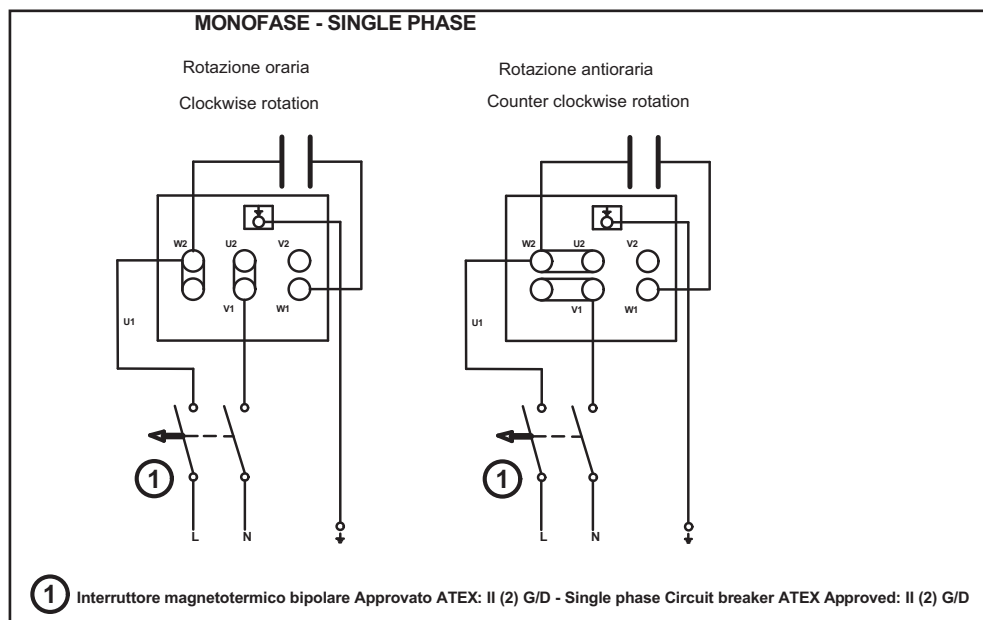 MONOFASE - SINGLE PHASE
Rotazione oraria
Clockwise rotation
Rotazione antioraria
Counter clockwise rotation
W2 U2 V2
U1 V1 W1
1
L N
W2 U2 V2
U1 V1 W1
1
L N
1 Interruttore magnetotermico bipolare Approvato ATEX: II (2) G/D - Single phase Circuit breaker ATEX Approved: II (2) G/D